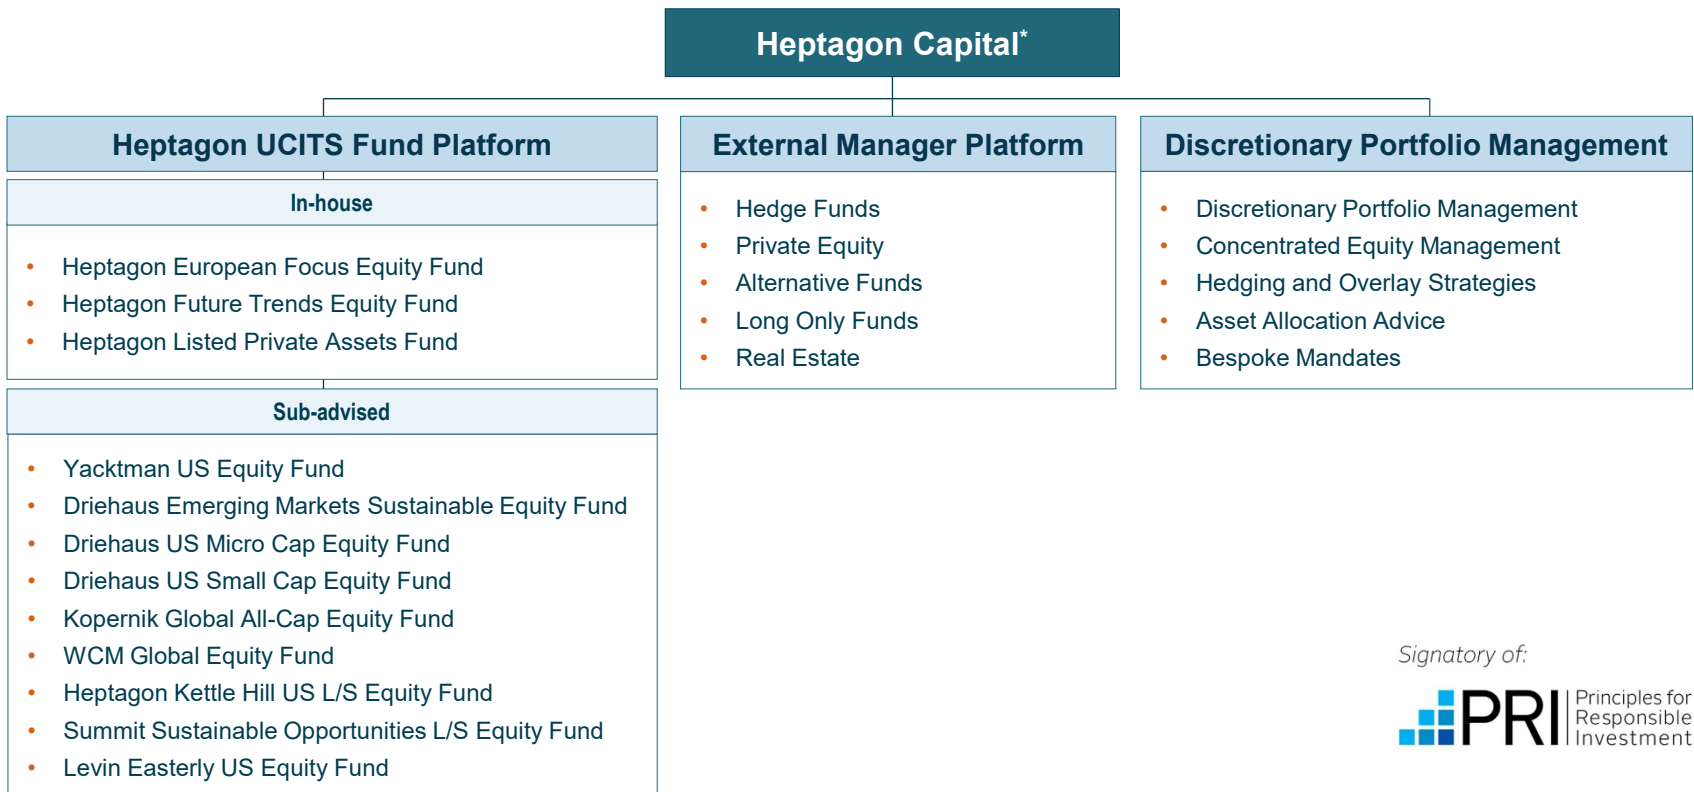 Heptagon Capital*
Heptagon UCITS Fund Platform
In-house
• Heptagon European Focus Equity Fund
• Heptagon Future Trends Equity Fund
• Heptagon Listed Private Assets Fund
Sub-advised
• Yacktman US Equity Fund
• Driehaus Emerging Markets Sustainable Equity Fund
• Driehaus US Micro Cap Equity Fund
• Driehaus US Small Cap Equity Fund
• Kopernik Global All-Cap Equity Fund
• WCM Global Equity Fund
• Heptagon Kettle Hill US L/S Equity Fund
• Summit Sustainable Opportunities L/S Equity Fund
• Levin Easterly US Equity Fund
External Manager Platform
• Hedge Funds
• Private Equity
• Alternative Funds
• Long Only Funds
• Real Estate
Discretionary Portfolio Management
• Discretionary Portfolio Management
• Concentrated Equity Management
• Hedging and Overlay Strategies
• Asset Allocation Advice
• Bespoke Mandates
Signatory of:
PRI
Principles for
Responsible
Investment